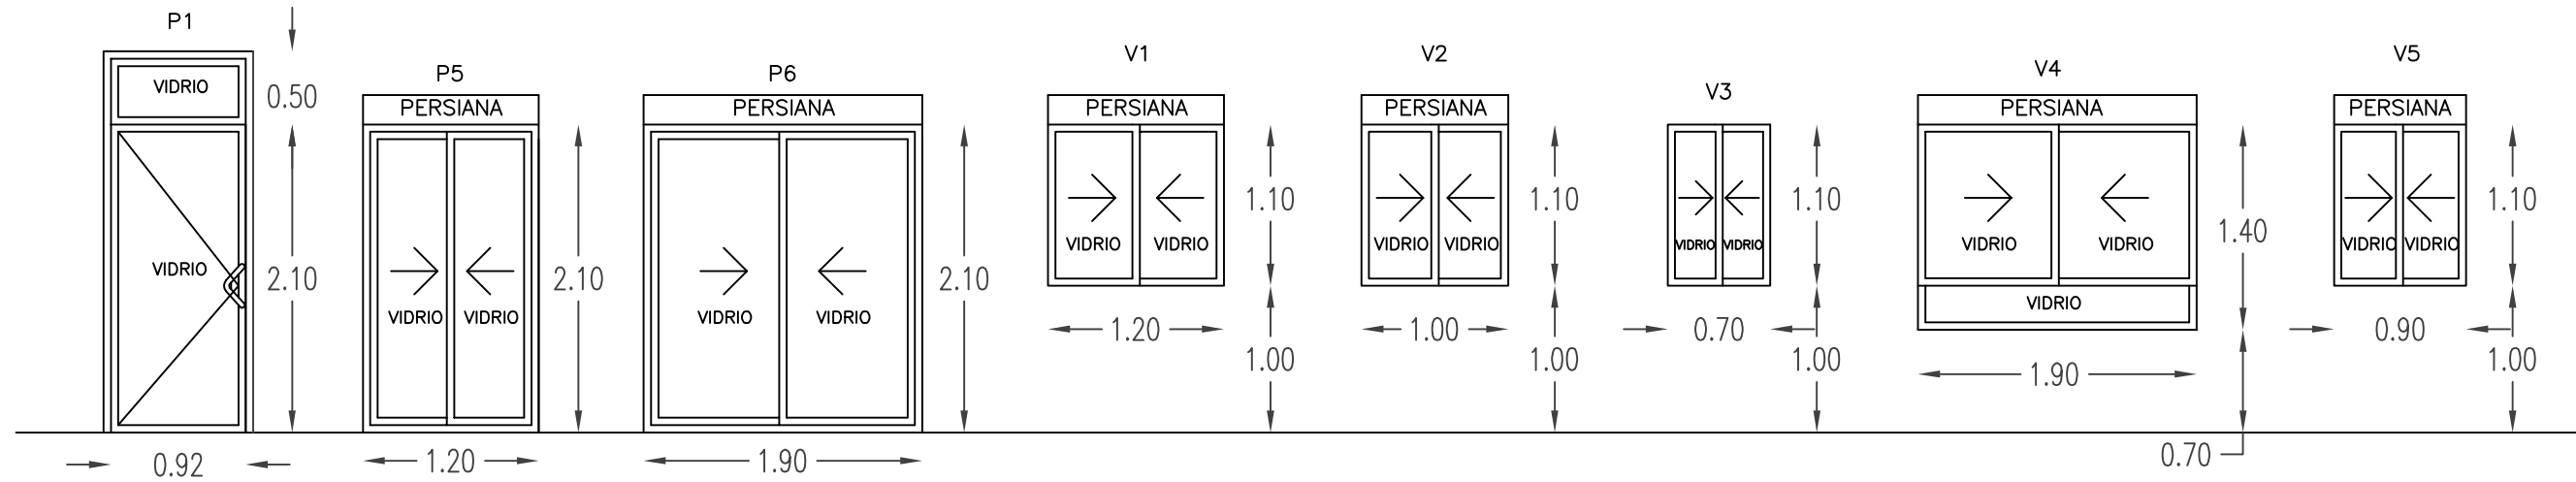 P1
VIDRIO
0.50
VIDRIO
2.10
0.92
P5
PERSIANA
VIDRIO VIDRIO
2.10
1.20
P6
PERSIANA
VIDRIO VIDRIO
2.10
1.90
V1
PERSIANA
VIDRIO VIDRIO
1.10
1.20
1.00
V2
PERSIANA
VIDRIO VIDRIO
1.10
1.00
1.00
V3
VIDRIO VIDRIO
1.10
0.70
1.00
V4
PERSIANA
VIDRIO VIDRIO
VIDRIO
1.40
1.90
0.70
V5
PERSIANA
VIDRIO VIDRIO
1.10
0.90
1.00